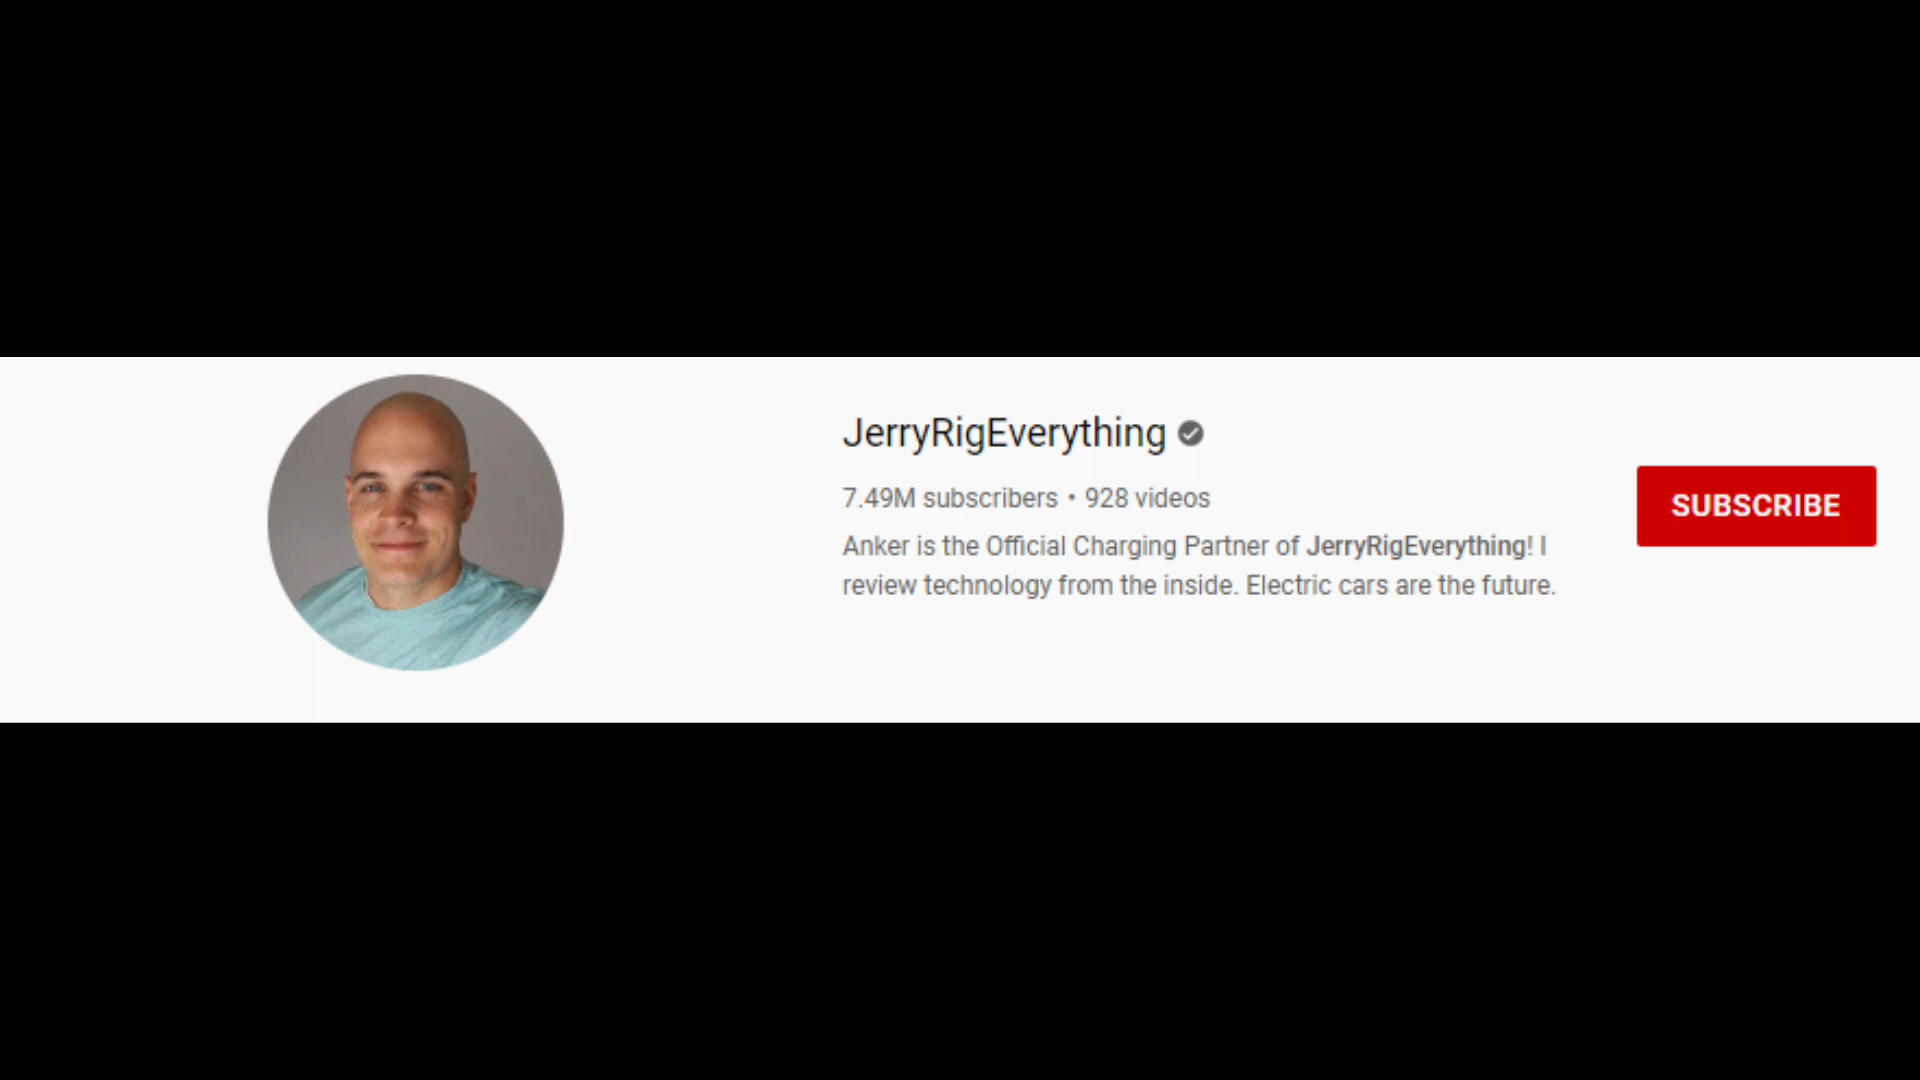 JerryRigEverything
7.49M subscribers • 928 videos
Anker is the Official Charging Partner of JerryRigEverything! I
review technology from the inside. Electric cars are the future.
SUBSCRIBE